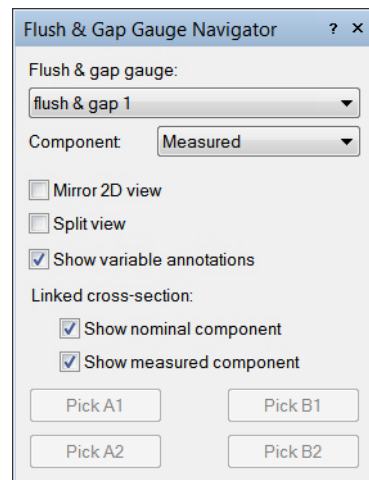 Flush & Gap Gauge Navigator ? ×
Flush & gap gauge:
flush & gap 1
Component: Measured
Mirror 2D view
Split view
Show variable annotations
Linked cross-section:
Show nominal component
Show measured component
Pick A1 Pick B1
Pick A2 Pick B2